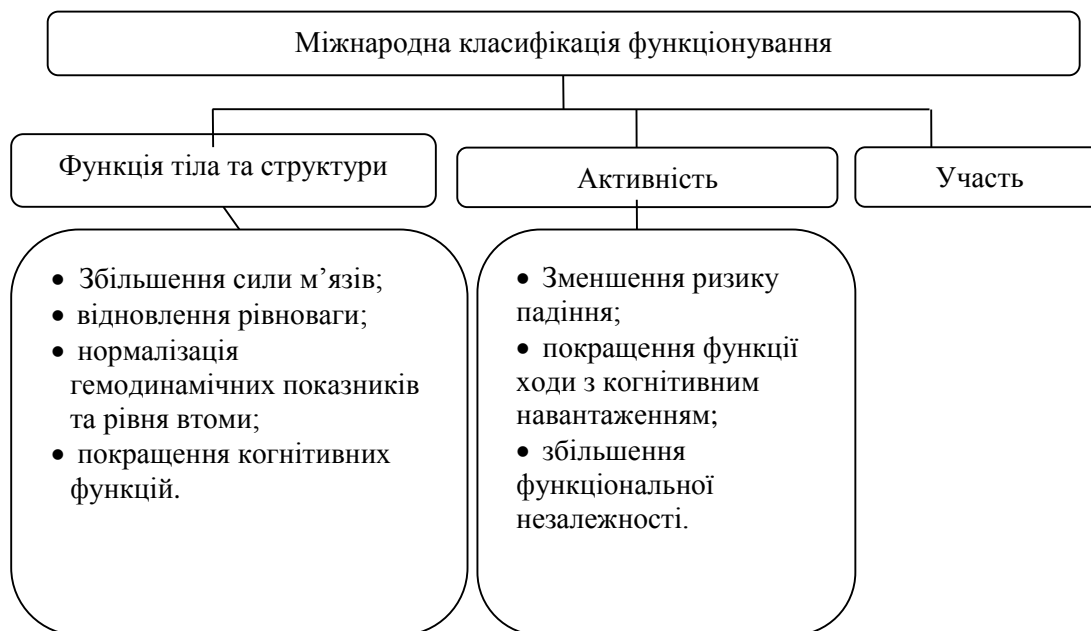 Міжнародна класифікація функціонування
Функція тіла та структури
Активність
Участь
• Збільшення сили м’язів;
• відновлення рівноваги;
• нормалізація
гемодинамічних показників
та рівня втоми;
• покращення когнітивних
функцій.
• Зменшення ризику
падіння;
• покращення функції
ходи з когнітивним
навантаженням;
• збільшення
функціональної
незалежності.